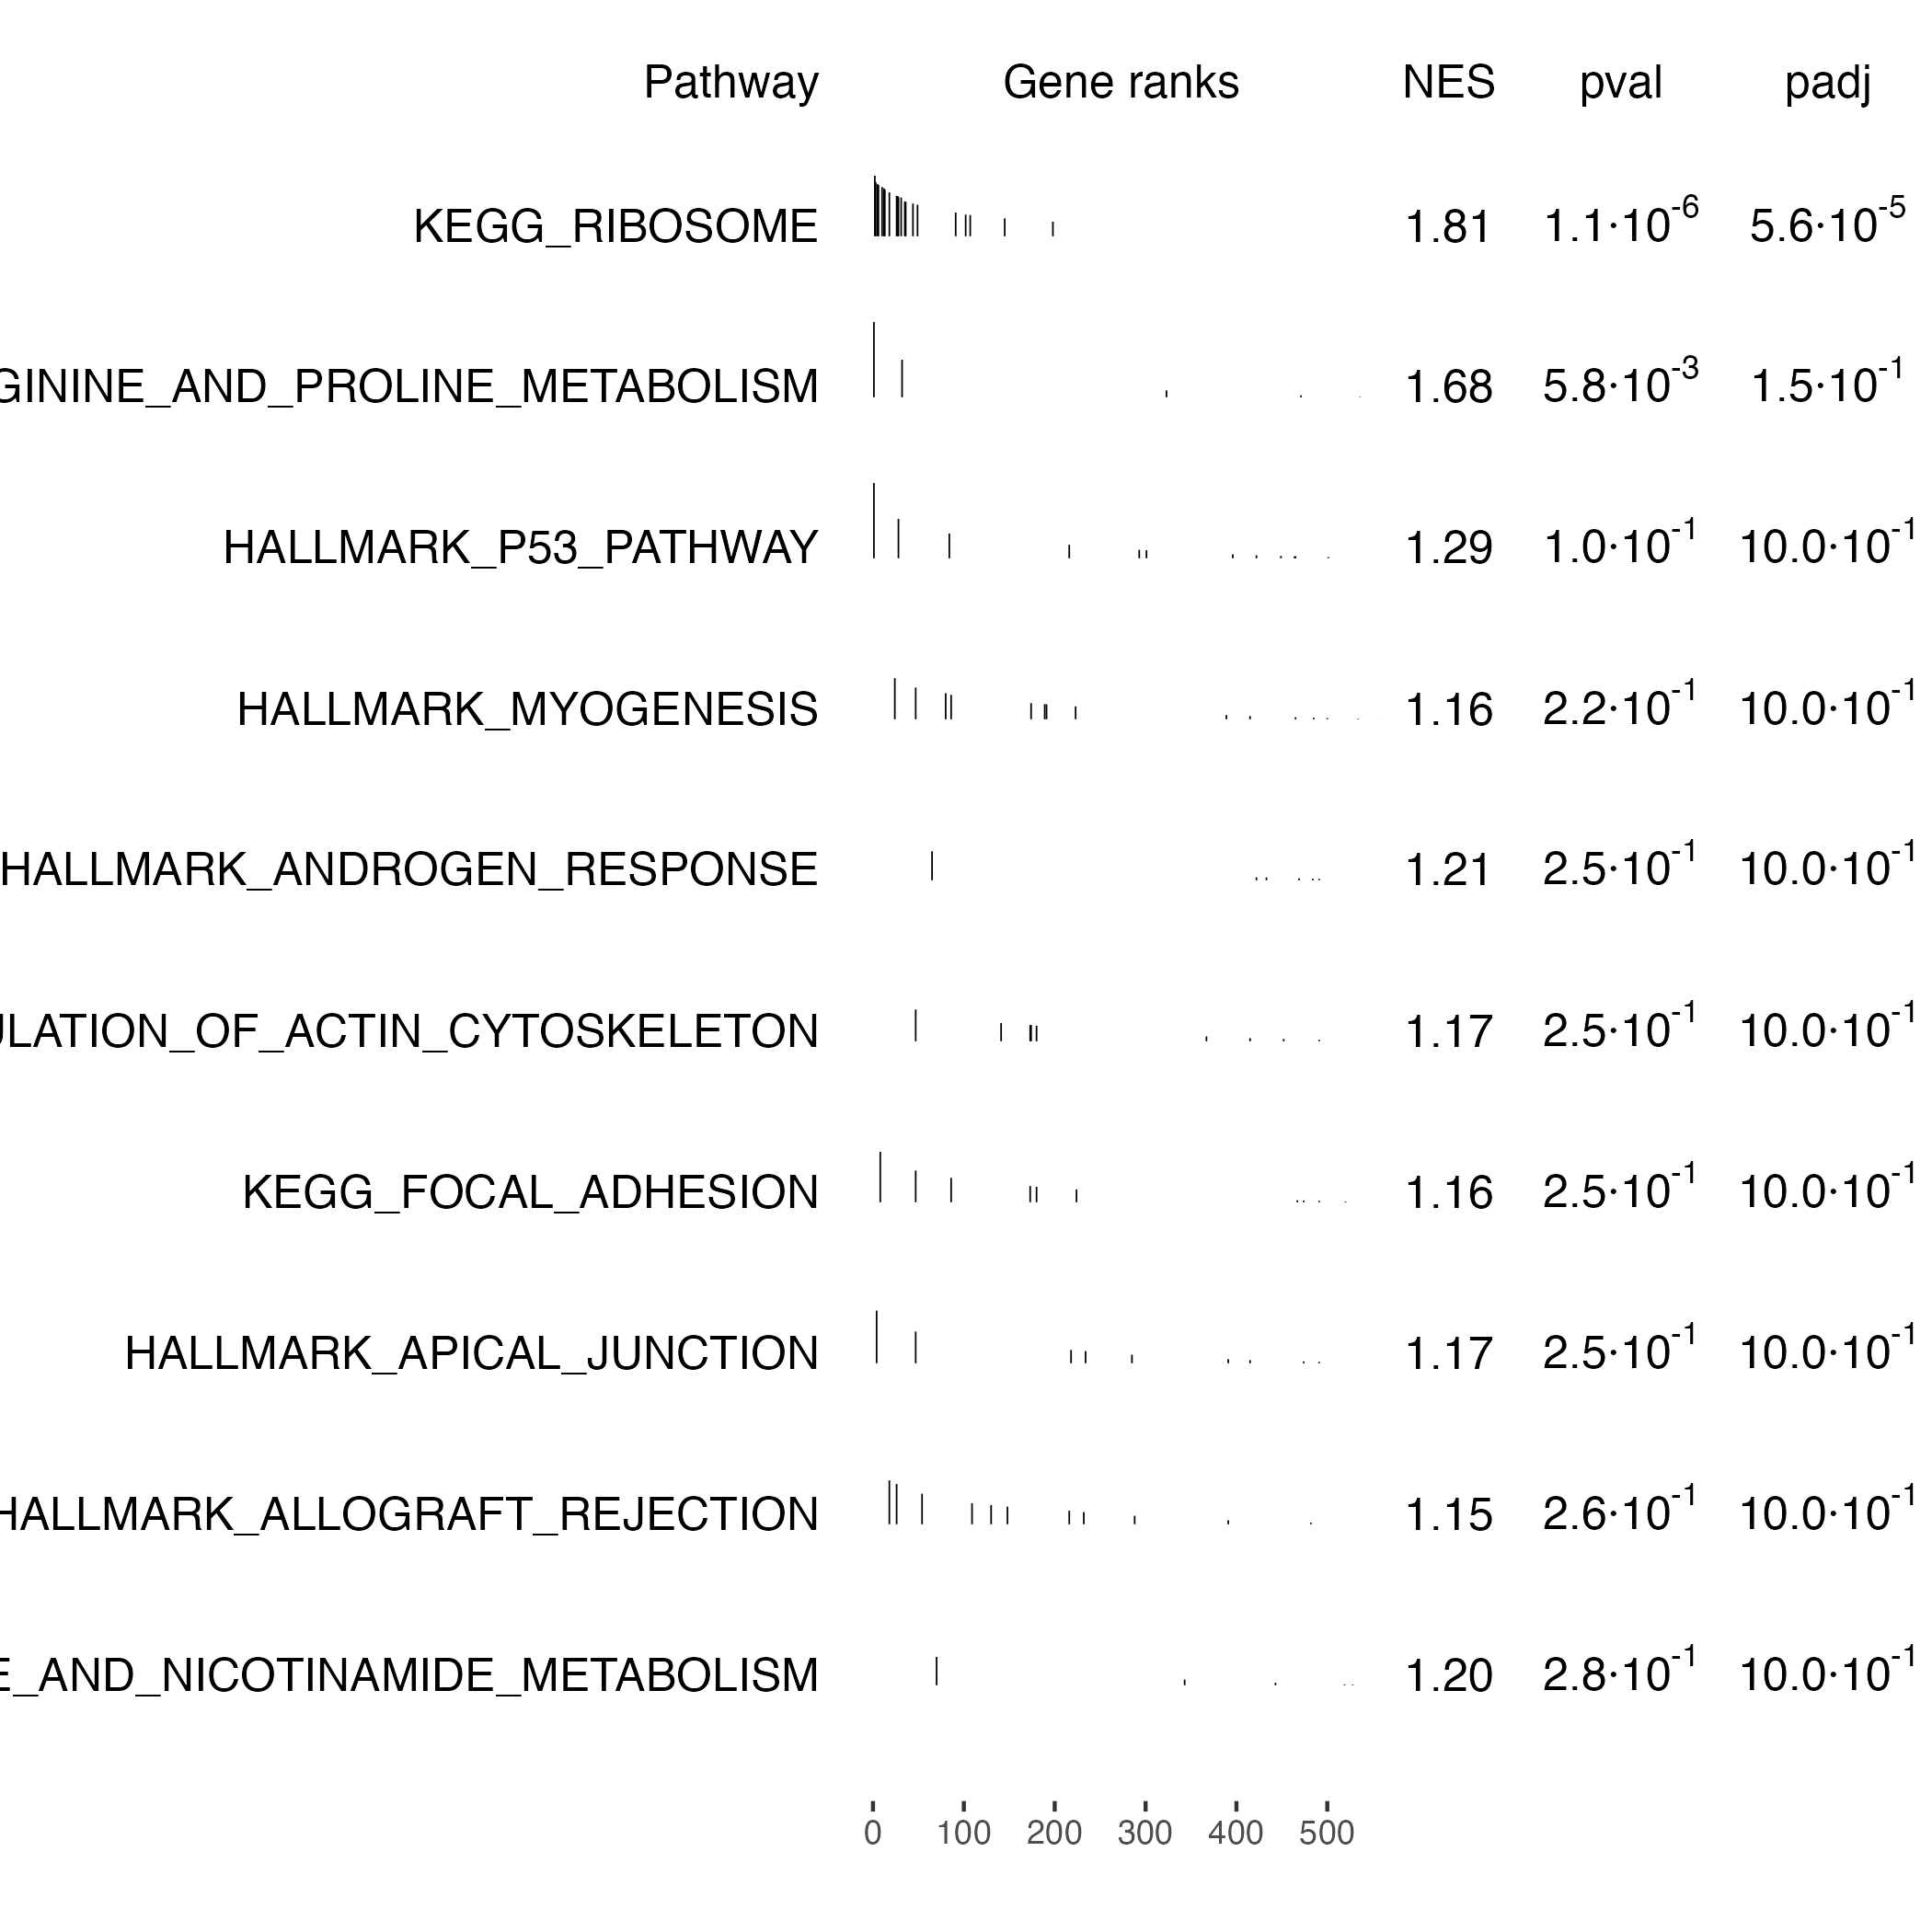 Pathway Gene ranks NES pval padj
KEGG_RIBOSOME 1.81 1.1·10⁻⁶ 5.6·10⁻⁵
GININE_AND_PROLINE_METABOLISM 1.68 5.8·10⁻³ 1.5·10⁻¹
HALLMARK_P53_PATHWAY 1.29 1.0·10⁻¹ 10.0·10⁻¹
HALLMARK_MYOGENESIS 1.16 2.2·10⁻¹ 10.0·10⁻¹
HALLMARK_ANDROGEN_RESPONSE 1.21 2.5·10⁻¹ 10.0·10⁻¹
ULATION_OF_ACTIN_CYTOSKELETON 1.17 2.5·10⁻¹ 10.0·10⁻¹
KEGG_FOCAL_ADHESION 1.16 2.5·10⁻¹ 10.0·10⁻¹
HALLMARK_APICAL_JUNCTION 1.17 2.5·10⁻¹ 10.0·10⁻¹
HALLMARK_ALLOGRAFT_REJECTION 1.15 2.6·10⁻¹ 10.0·10⁻¹
E_AND_NICOTINAMIDE_METABOLISM 1.20 2.8·10⁻¹ 10.0·10⁻¹
0 100 200 300 400 500